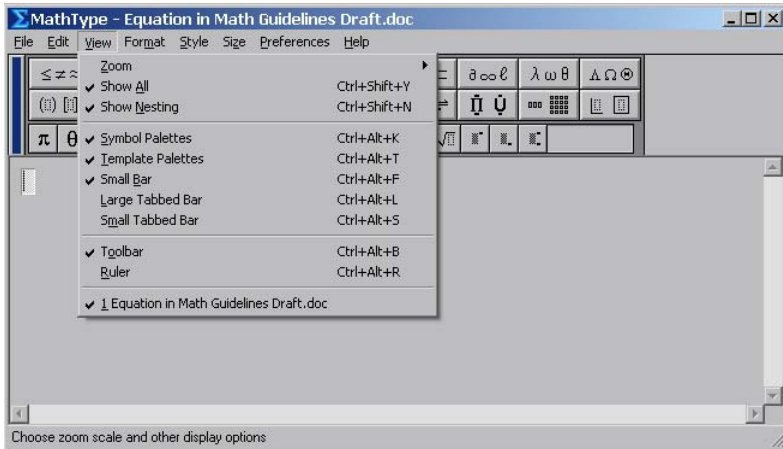 MathType - Equation in Math Guidelines Draft.doc
File Edit View Format Style Size Preferences Help
Zoom
✔ Show All Ctrl+Shift+Y
✔ Show Nesting Ctrl+Shift+N
✔ Symbol Palettes Ctrl+Alt+K
✔ Template Palettes Ctrl+Alt+T
✔ Small Bar Ctrl+Alt+F
Large Tabbed Bar Ctrl+Alt+L
Small Tabbed Bar Ctrl+Alt+S
✔ Toolbar Ctrl+Alt+B
Ruler Ctrl+Alt+R
✔ 1 Equation in Math Guidelines Draft.doc
≤≠≈ ∂∞ℓ λωθ ΛΩ⊛
π θ
Choose zoom scale and other display options